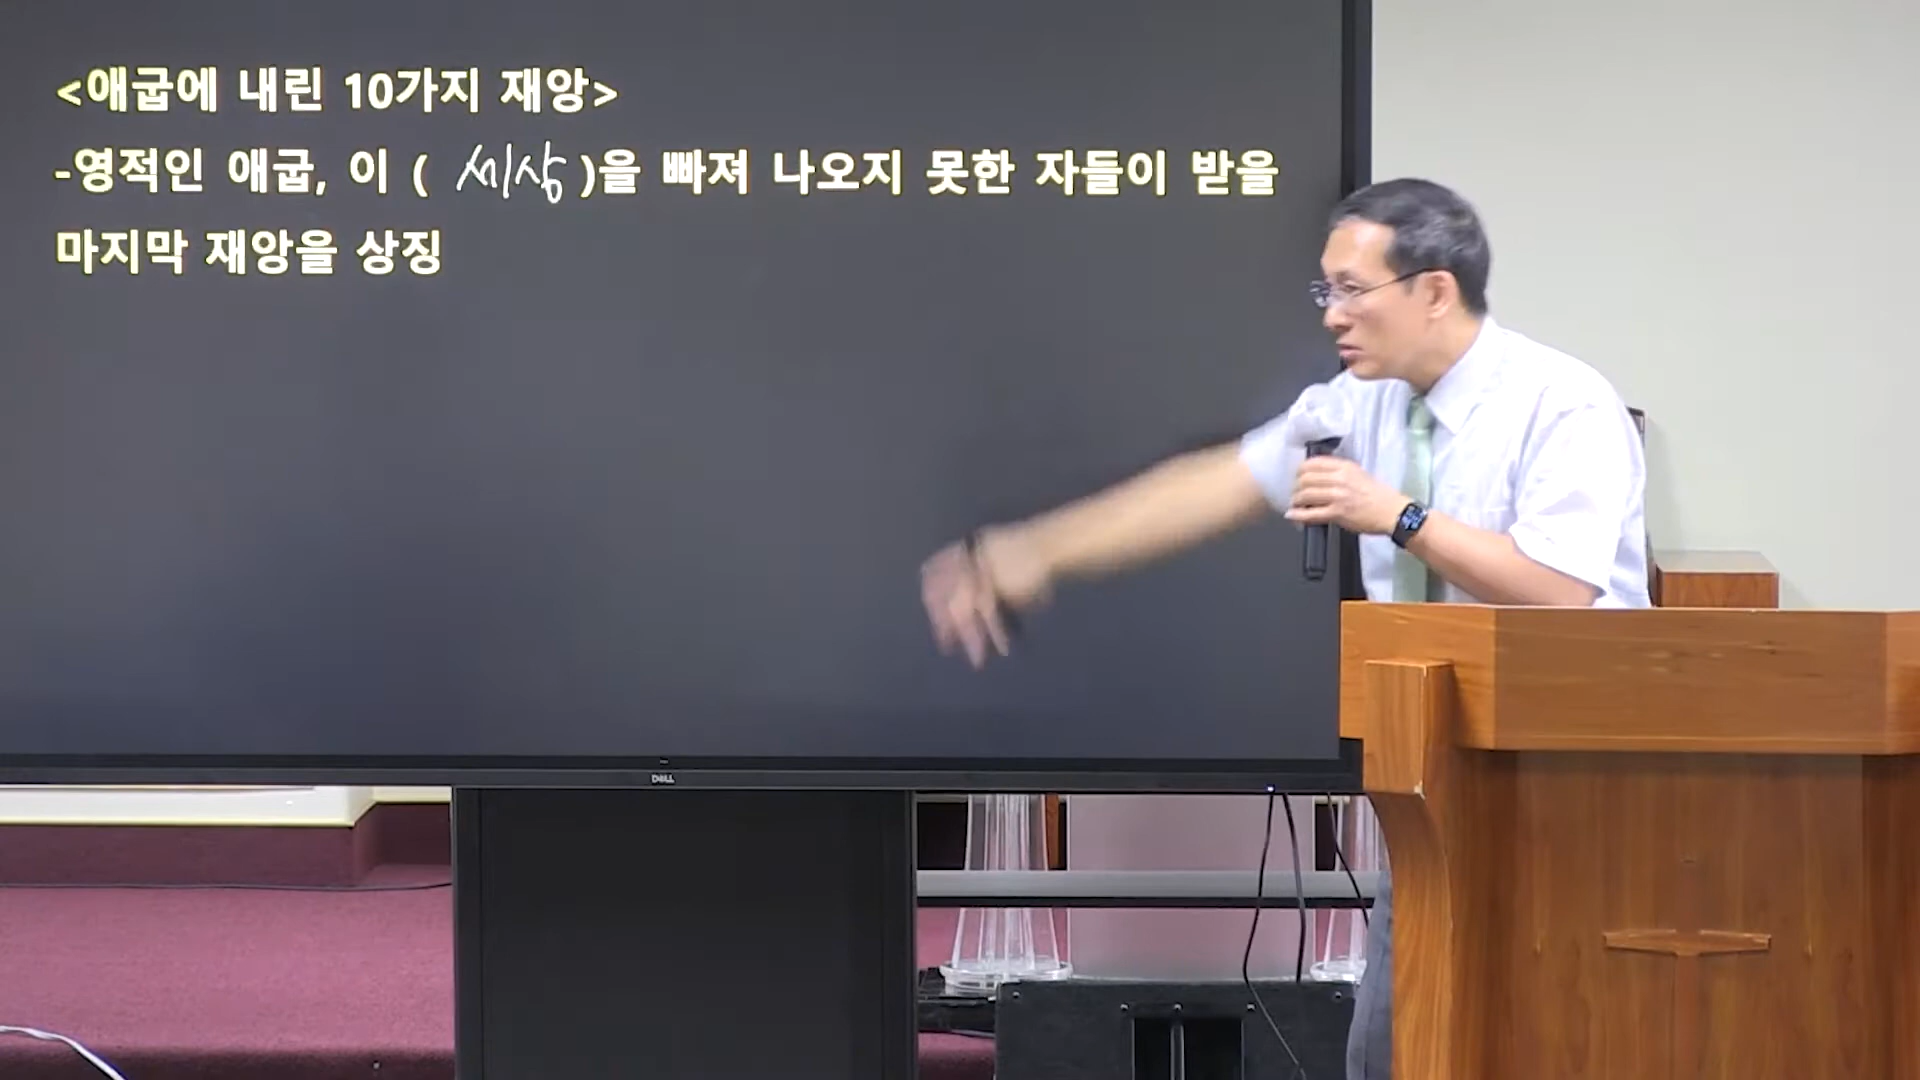 <애굽에 내린 10가지 재앙>
-영적인 애굽, 이 ( 세상 )을 빠져 나오지 못한 자들이 받을
마지막 재앙을 상징
DELL